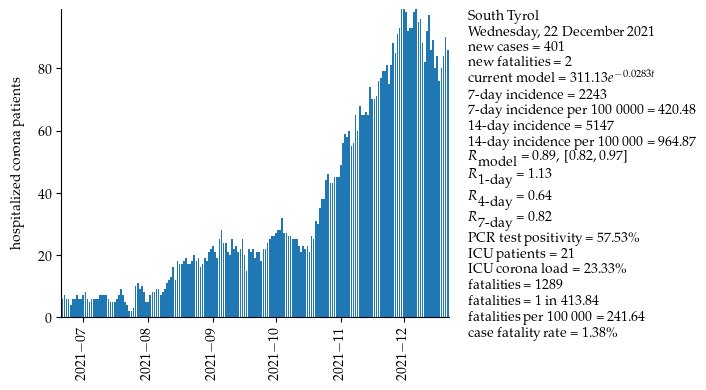 South Tyrol
Wednesday, 22 December 2021
new cases = 401
new fatalities = 2
current model = 311.13e^{−0.0283t}
7-day incidence = 2243
7-day incidence per 100 0000 = 420.48
14-day incidence = 5147
14-day incidence per 100 000 = 964.87
R_model = 0.89, [0.82, 0.97]
R_1-day = 1.13
R_4-day = 0.64
R_7-day = 0.82
PCR test positivity = 57.53%
ICU patients = 21
ICU corona load = 23.33%
fatalities = 1289
fatalities = 1 in 413.84
fatalities per 100 000 = 241.64
case fatality rate = 1.38%
hospitalized corona patients
80
60
40
20
0
2021−07
2021−08
2021−09
2021−10
2021−11
2021−12